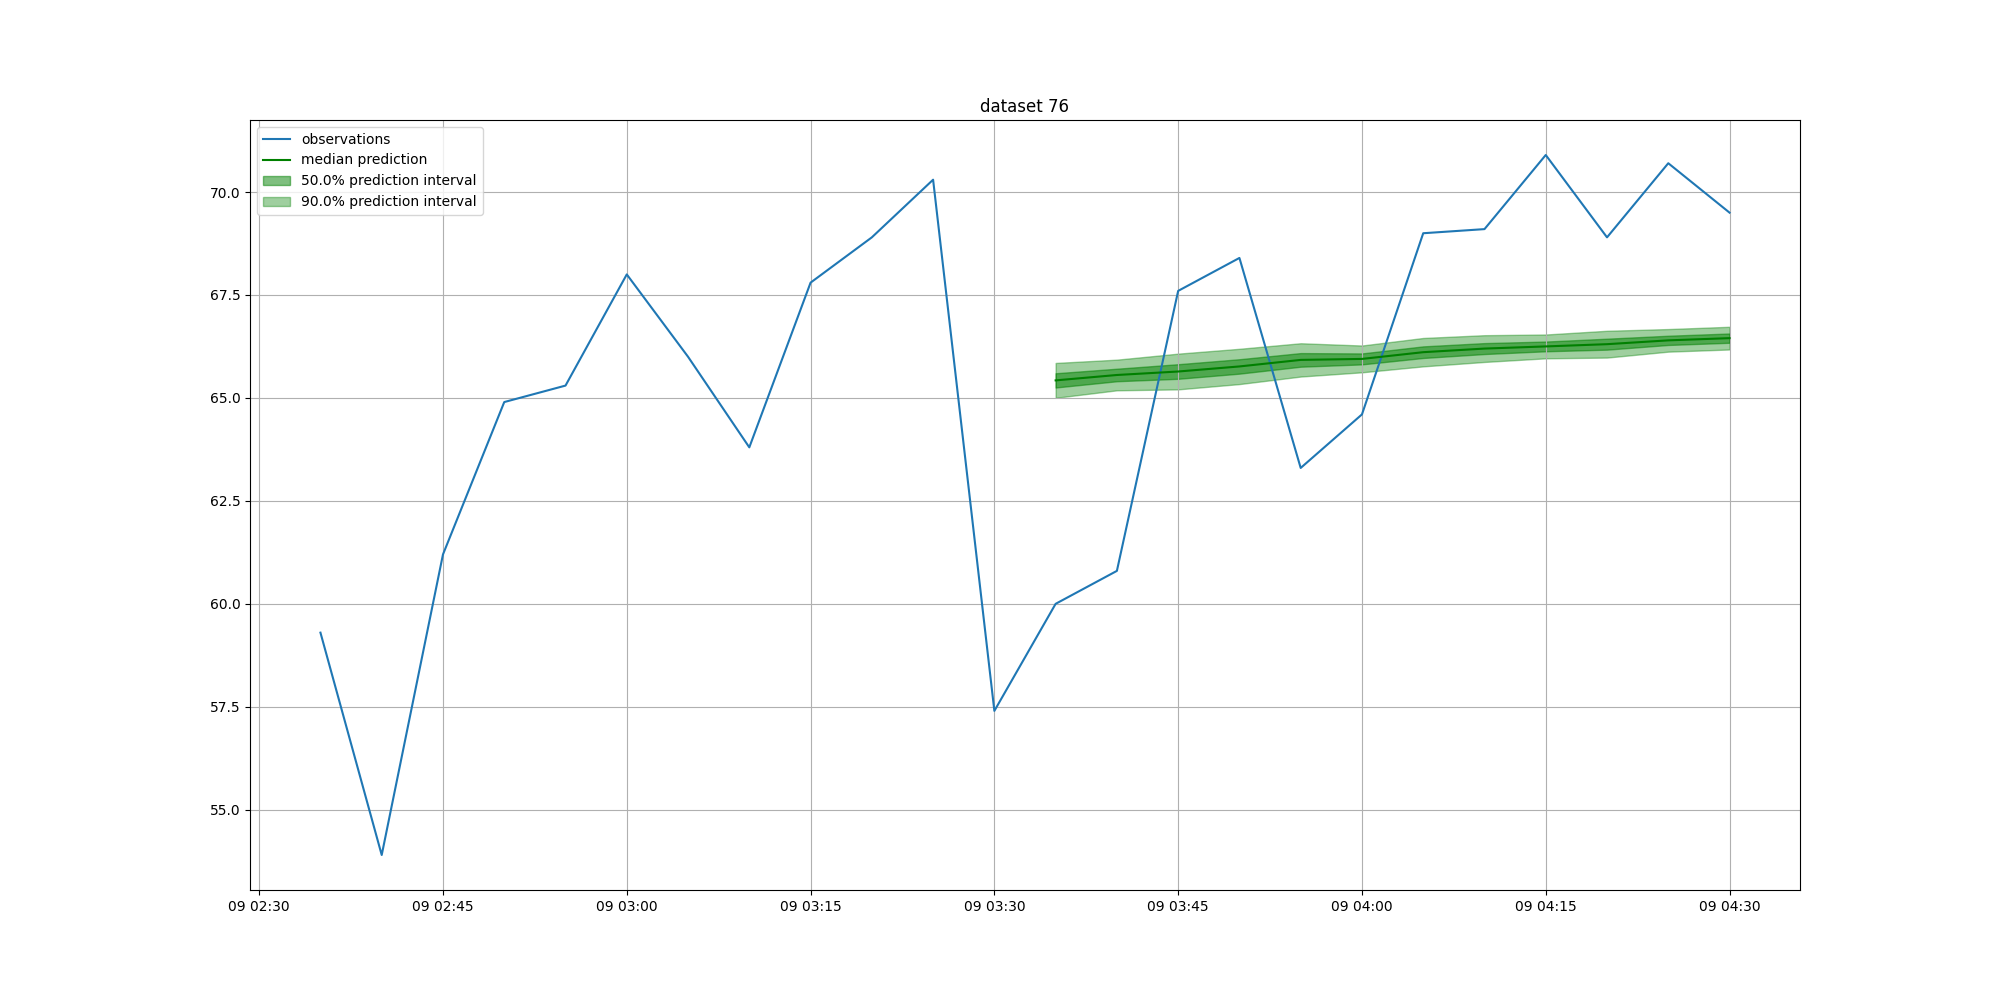 dataset 76
observations
median prediction
50.0% prediction interval
90.0% prediction interval
70.0
67.5
65.0
62.5
60.0
57.5
55.0
09 02:30 09 02:45 09 03:00 09 03:15 09 03:30 09 03:45 09 04:00 09 04:15 09 04:30